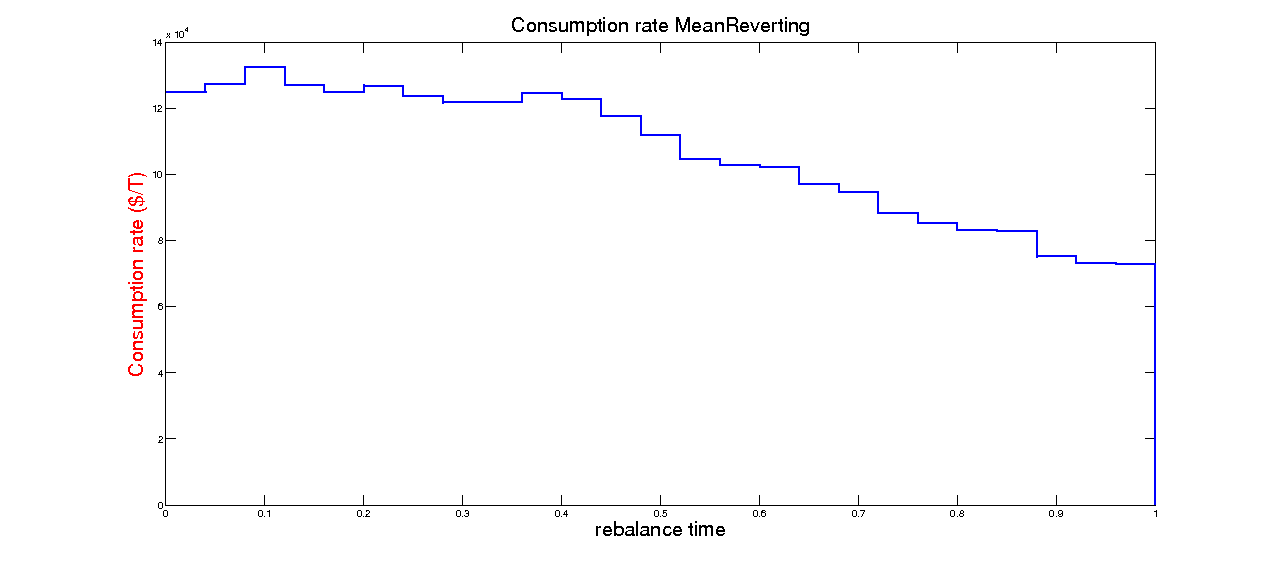 Consumption rate MeanReverting
x 10^4
14
12
10
8
6
4
2
0
Consumption rate ($/T)
0 0.1 0.2 0.3 0.4 0.5 0.6 0.7 0.8 0.9 1
rebalance time